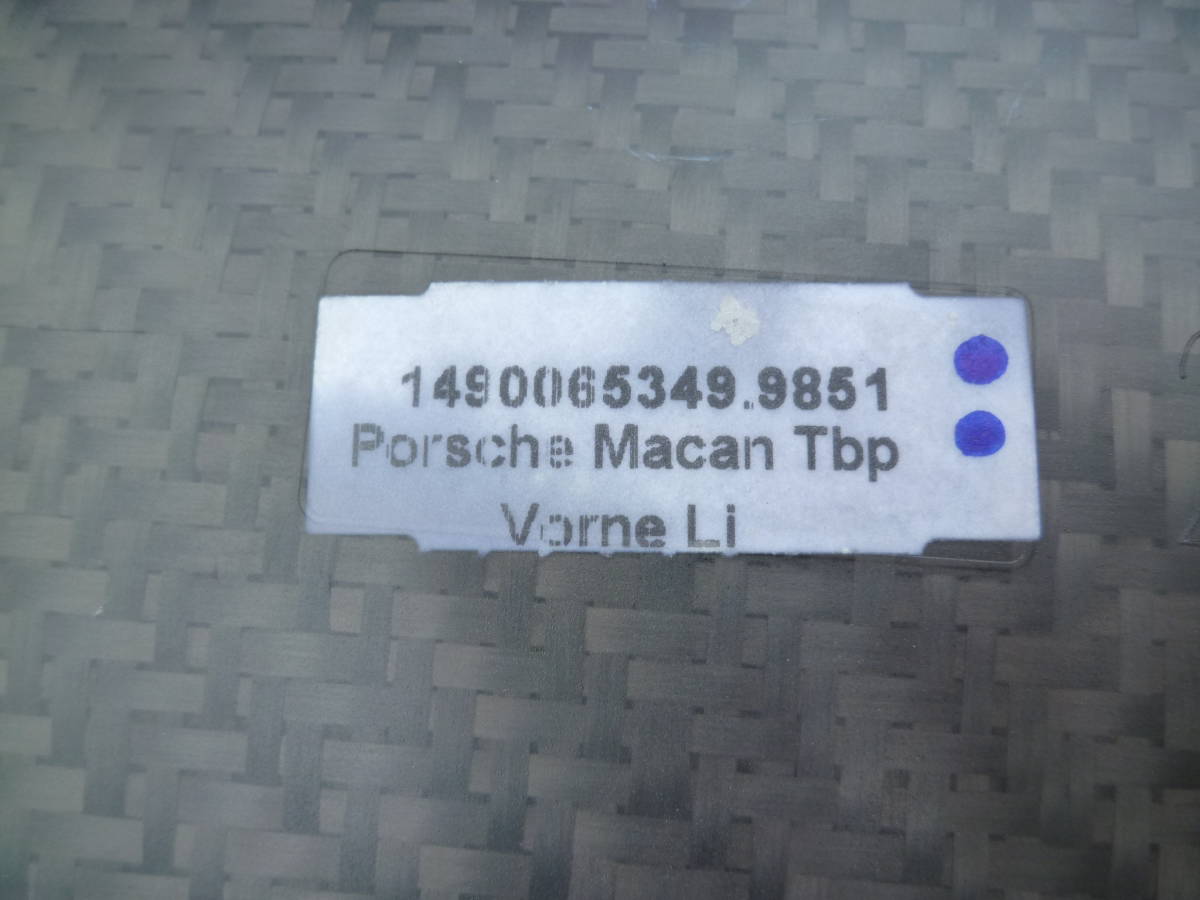 1490065349.9851
Porsche Macan Tbp
Vorne Li